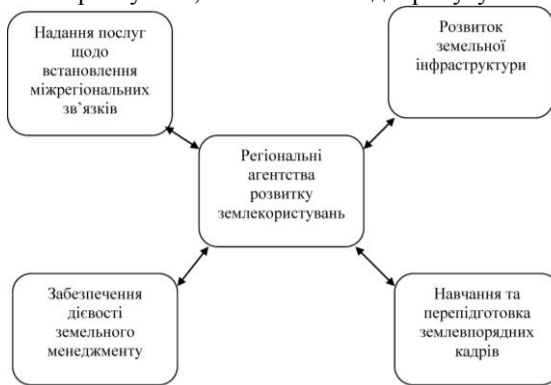 Надання послуг
щодо
встановлення
міжрегіональних
зв’язків
Розвиток
земельної
інфраструктури
Регіональні
агентства
розвитку
землекористувань
Забезпечення
дієвості
земельного
менеджменту
Навчання та
перепідготовка
землевпорядних
кадрів